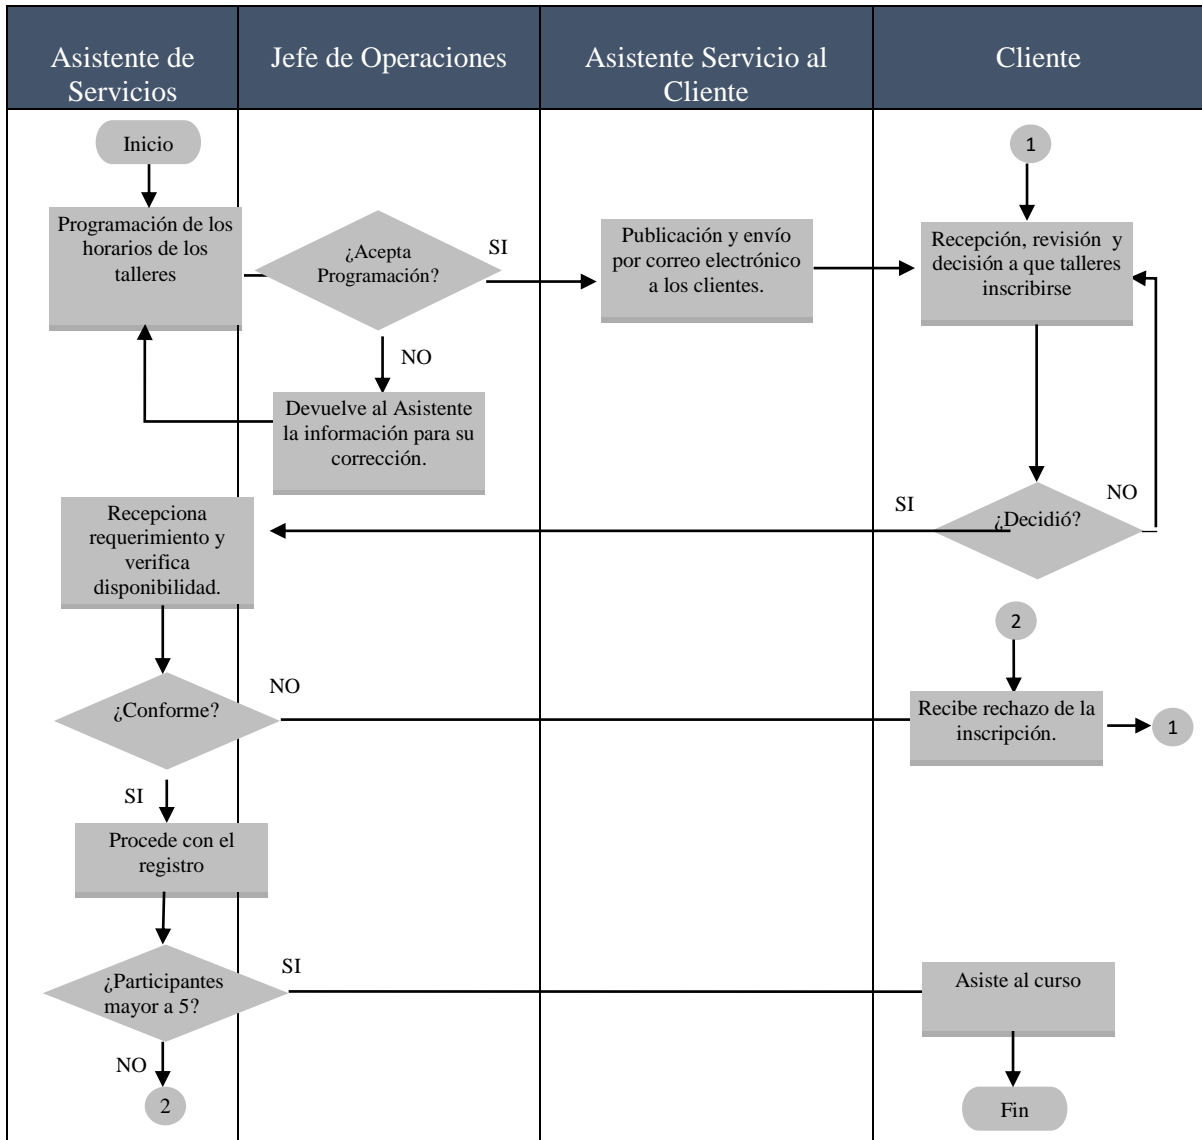 Asistente de
Servicios
Jefe de Operaciones
Asistente Servicio al
Cliente
Cliente
Inicio
1
Programación de los
horarios de los
talleres
¿Acepta
Programación?
SI
Publicación y envío
por correo electrónico
a los clientes.
Recepción, revisión y
decisión a que talleres
inscribirse
NO
Devuelve al Asistente
la información para su
corrección.
Recepciona
requerimiento y
verifica
disponibilidad.
SI
¿Decidió?
NO
2
¿Conforme?
NO
Recibe rechazo de la
inscripción.
1
SI
Procede con el
registro
¿Participantes
mayor a 5?
SI
Asiste al curso
NO
2
Fin